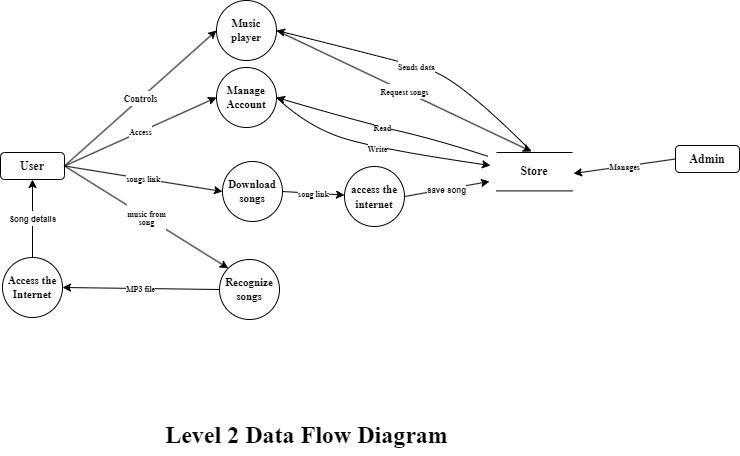 Music
player
Sends data
Request songs
Manage
Account
Controls
Access
Read
Write
User
Store
Admin
Manages
songs link
Download
songs
song link
access the
internet
save song
music from
song
Song details
Access the
Internet
MP3 file
Recognize
songs
Level 2 Data Flow Diagram